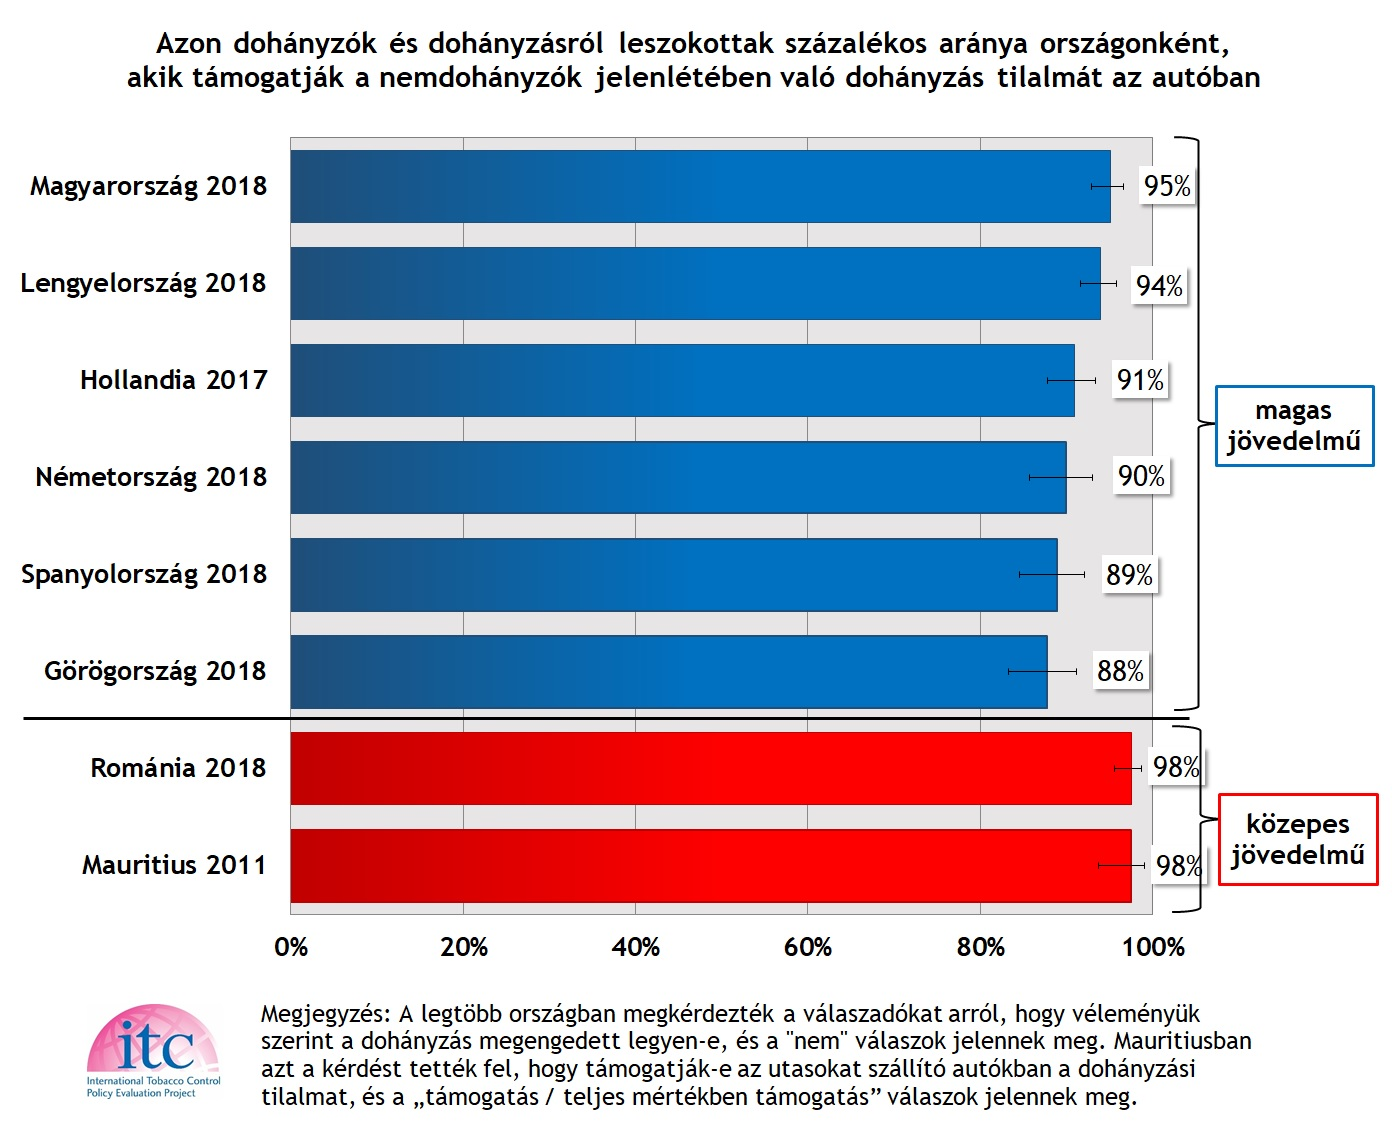 Azon dohányzók és dohányzásról leszokottak százalékos aránya országonként,
akik támogatják a nemdohányzók jelenlétében való dohányzás tilalmát az autóban
Magyarország 2018
95%
Lengyelország 2018
94%
Hollandia 2017
91%
Németország 2018
90%
Spanyolország 2018
89%
Görögország 2018
88%
magas
jövedelmű
Románia 2018
98%
Mauritius 2011
98%
közepes
jövedelmű
0% 20% 40% 60% 80% 100%
itc
International Tobacco Control
Policy Evaluation Project
Megjegyzés: A legtöbb országban megkérdezték a válaszadókat arról, hogy véleményük
szerint a dohányzás megengedett legyen-e, és a "nem" válaszok jelennek meg. Mauritiusban
azt a kérdést tették fel, hogy támogatják-e az utasokat szállító autókban a dohányzási
tilalmat, és a „támogatás / teljes mértékben támogatás” válaszok jelennek meg.